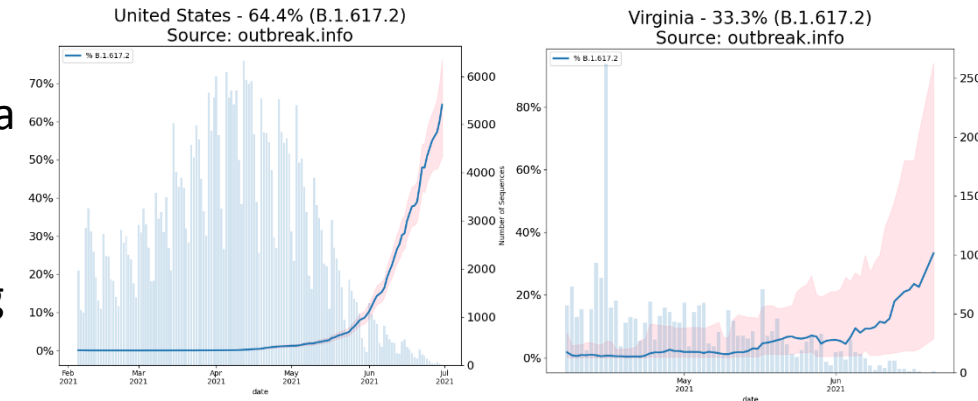 a
g
United States - 64.4% (B.1.617.2)
Source: outbreak.info
% B.1.617.2
70%
60%
50%
40%
30%
20%
10%
0%
6000
5000
4000
3000
2000
1000
0
Number of Sequences
Feb 2021
Mar 2021
Apr 2021
May 2021
Jun 2021
Jul 2021
date
Virginia - 33.3% (B.1.617.2)
Source: outbreak.info
% B.1.617.2
80%
60%
40%
20%
0%
250
200
150
100
50
0
May 2021
Jun 2021
date